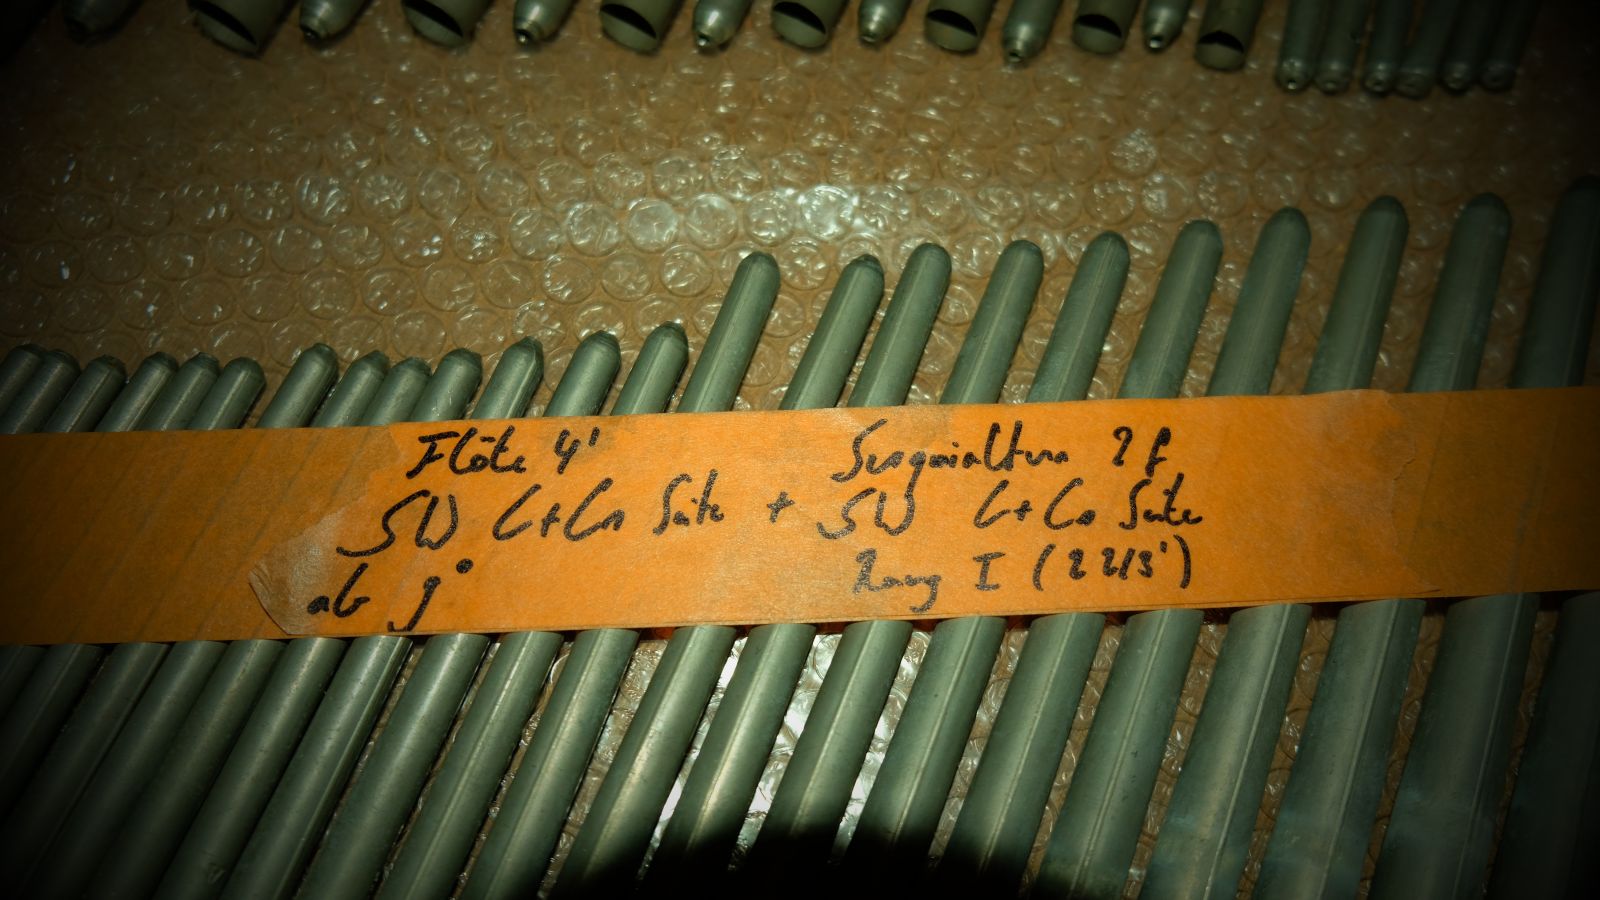 Flöte 4'
SW C+Cs Seite +
ab g°
Sesquialtera 2f
SW C+Cs Seite
Rang I (2 2/3')